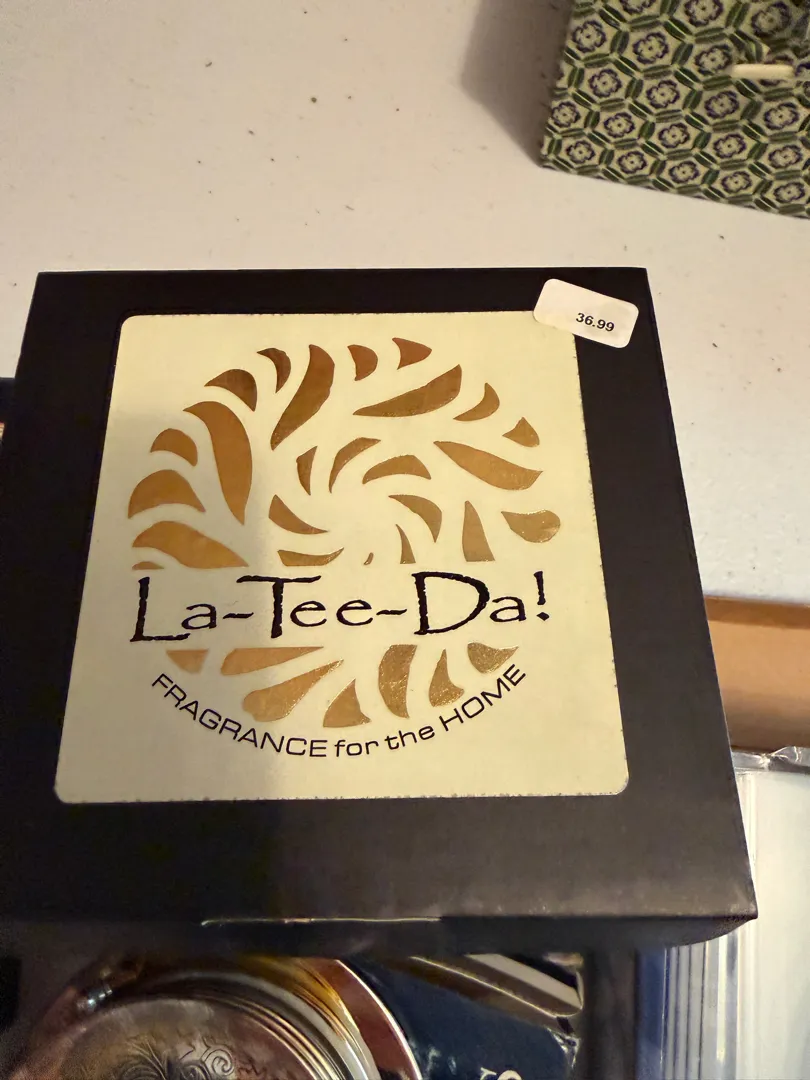 36.99
La-Tee-Da!
FRAGRANCE for the HOME